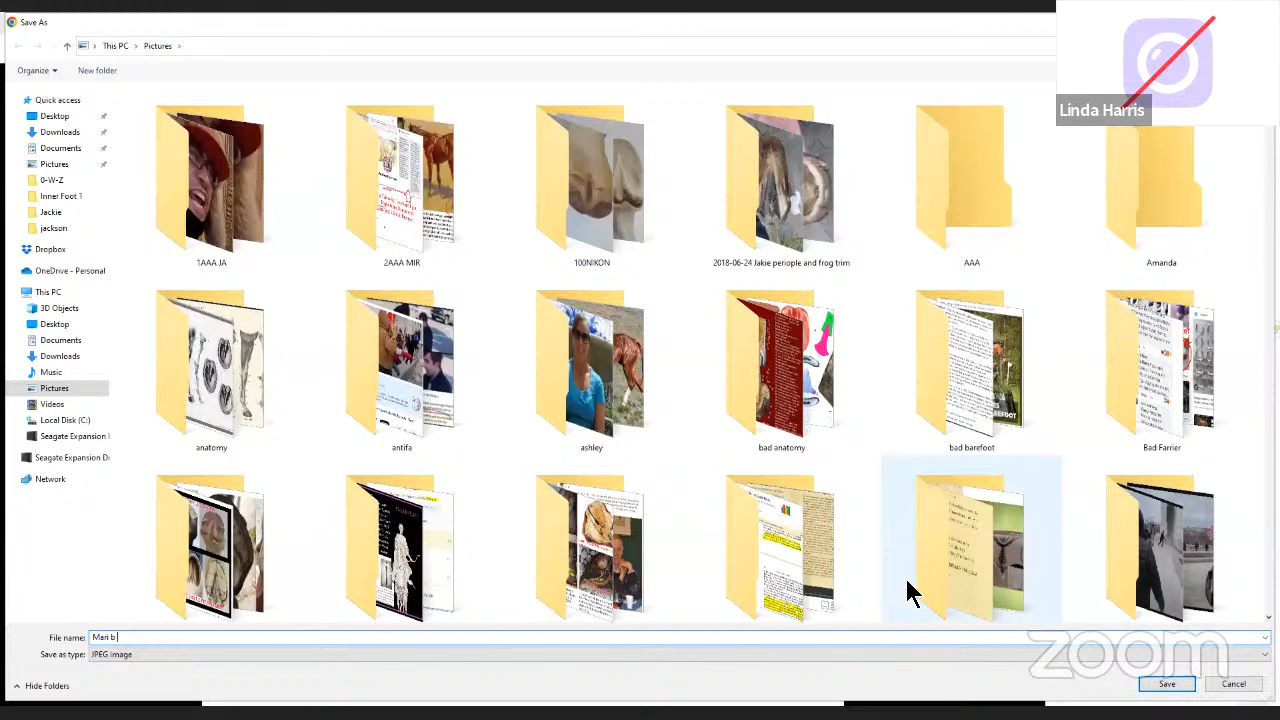 Save As
This PC
Pictures
Organize
New folder
Linda Harris
Quick access
Desktop
Downloads
Documents
Pictures
0-W-Z
Inner Foot 1
Jackie
jackson
Dropbox
OneDrive - Personal
This PC
3D Objects
Desktop
Documents
Downloads
Music
Pictures
Videos
Local Disk (C:)
Seagate Expansion
Seagate Expansion
Network
1AAA JA
2AAA MIR
100NIKON
2018-06-24 Jakie periople and frog trim
AAA
Amanda
anatomy
antifa
ashley
bad anatomy
bad barefoot
Bad Farrier
File name:
Mari b
Save as type:
JPEG Image
Hide Folders
Save
Cancel
zoom